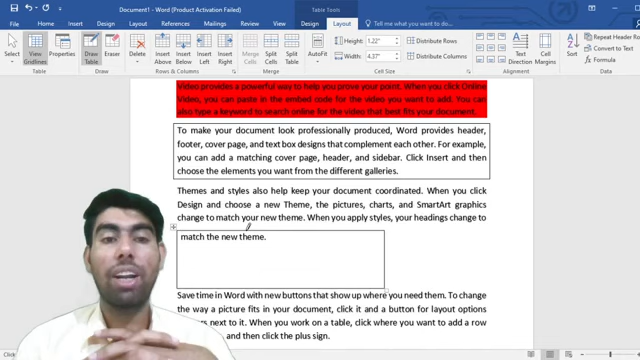 Document1 - Word (Product Activation Failed)
Table Tools
File Home Insert Draw Design Layout References Mailings Review View Help Design Layout Tell me what you want to do...
Select View Gridlines Properties Draw Table Eraser Delete Insert Above Insert Below Insert Left Insert Right Merge Cells Split Cells Split Table AutoFit
Height: 1.22" Distribute Rows
Width: 4.37" Distribute Columns
Text Direction Cell Margins Sort
Repeat Header Ro
Convert to Text
Formula
Video provides a powerful way to help you prove your point. When you click Online
Video, you can paste in the embed code for the video you want to add. You can
also type a keyword to search online for the video that best fits your document.
To make your document look professionally produced, Word provides header,
footer, cover page, and text box designs that complement each other. For example,
you can add a matching cover page, header, and sidebar. Click Insert and then
choose the elements you want from the different galleries.
Themes and styles also help keep your document coordinated. When you click
Design and choose a new Theme, the pictures, charts, and SmartArt graphics
change to match your new theme. When you apply styles, your headings change to
match the new theme.
Save time in Word with new buttons that show up where you need them. To change
the way a picture fits in your document, click it and a button for layout options
next to it. When you work on a table, click where you want to add a row
and then click the plus sign.